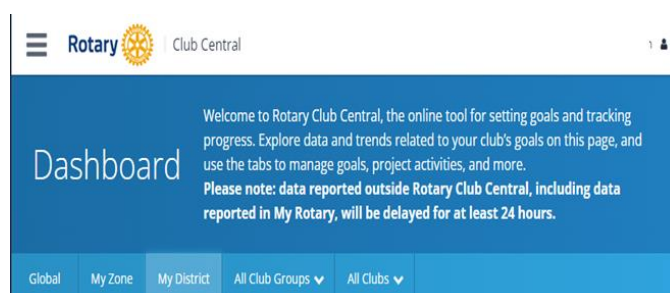 Rotary Club Central
Welcome to Rotary Club Central, the online tool for setting goals and tracking
progress. Explore data and trends related to your club's goals on this page, and
use the tabs to manage goals, project activities, and more.
Please note: data reported outside Rotary Club Central, including data
reported in My Rotary, will be delayed for at least 24 hours.
Dashboard
Global My Zone My District All Club Groups All Clubs